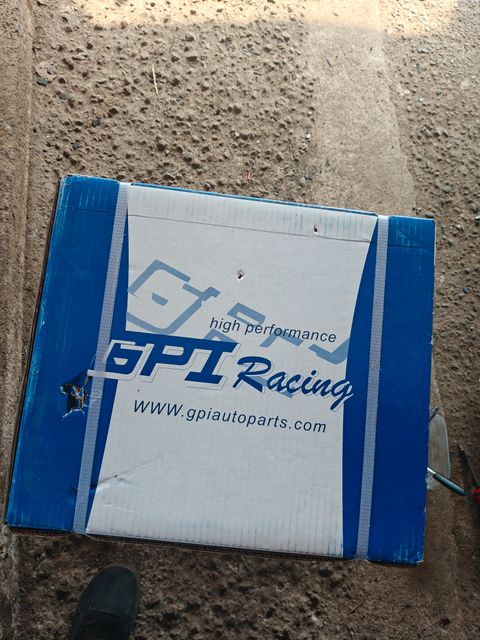 high performance
GPI Racing
www.gpiautoparts.com